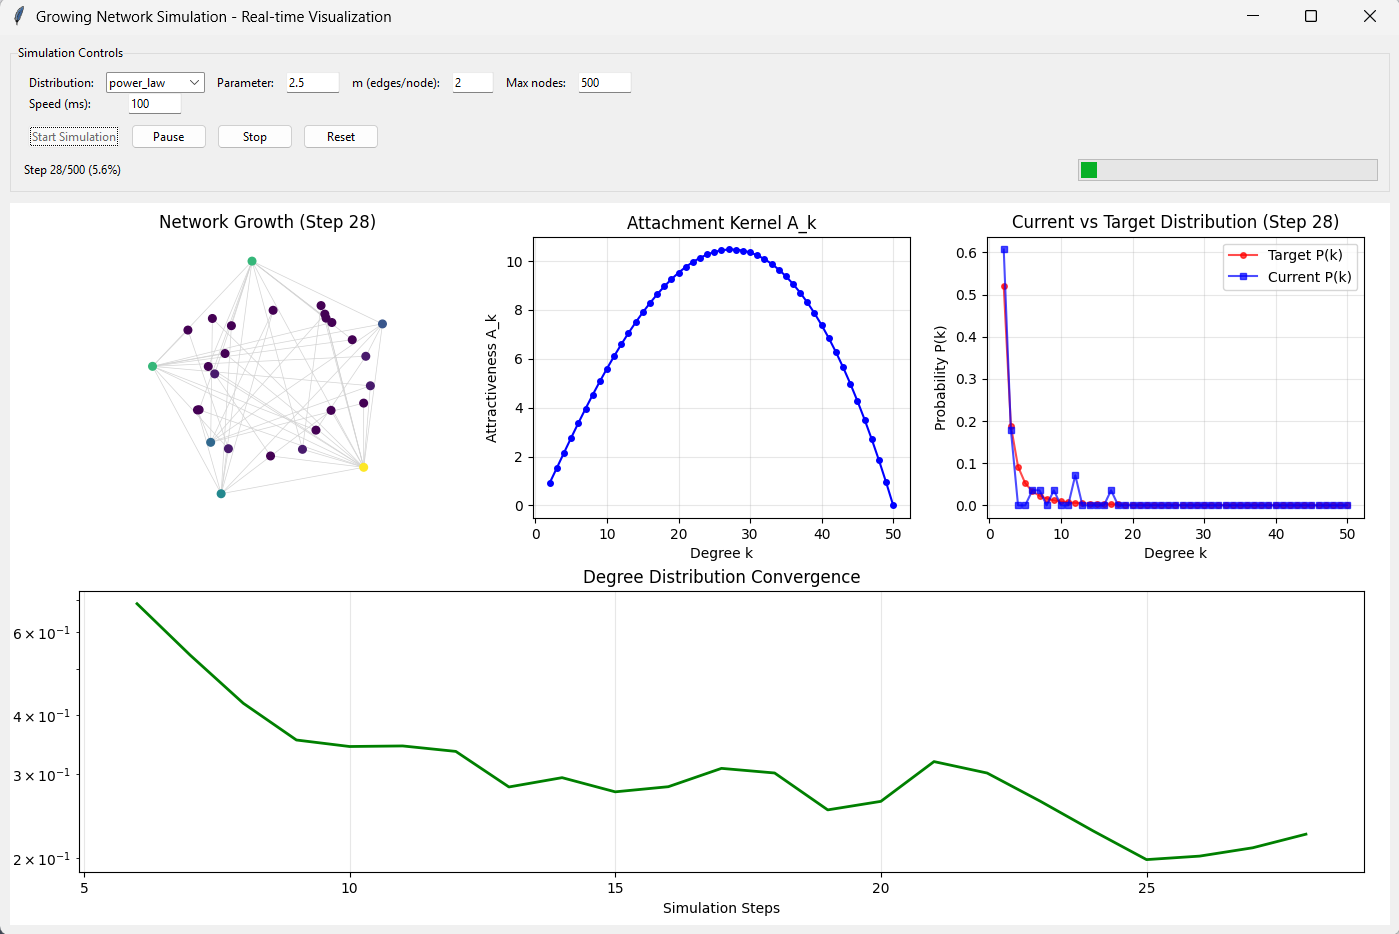 Growing Network Simulation - Real-time Visualization
Simulation Controls
Distribution: power_law Parameter: 2.5 m (edges/node): 2 Max nodes: 500
Speed (ms): 100
Start Simulation Pause Stop Reset
Step 28/500 (5.6%)
Network Growth (Step 28)
Attachment Kernel A_k
Attractiveness A_k
10
8
6
4
2
0
0 10 20 30 40 50
Degree k
Current vs Target Distribution (Step 28)
Target P(k)
Current P(k)
Probability P(k)
0.6
0.5
0.4
0.3
0.2
0.1
0.0
0 10 20 30 40 50
Degree k
Degree Distribution Convergence
6 × 10⁻¹
4 × 10⁻¹
3 × 10⁻¹
2 × 10⁻¹
5 10 15 20 25
Simulation Steps